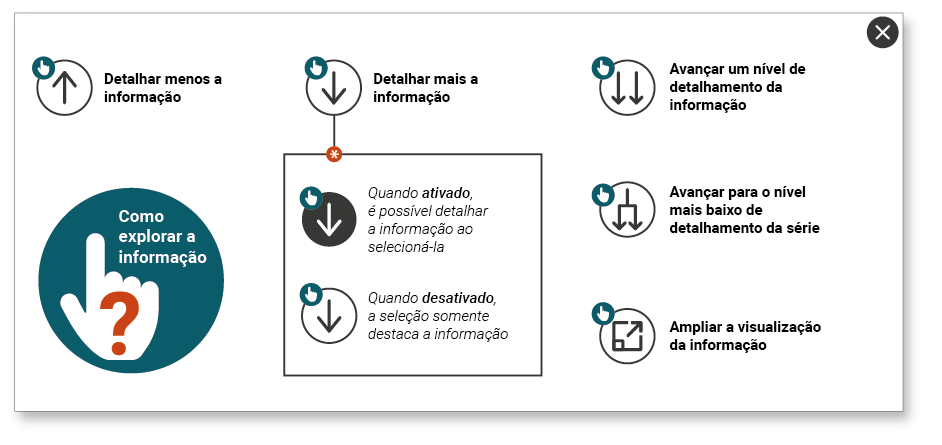 Detalhar menos a
informação
Como
explorar a
informação
?
Detalhar mais a
informação
*
Quando ativado,
é possível detalhar
a informação ao
selecioná-la
Quando desativado,
a seleção somente
destaca a informação
Avançar um nível de
detalhamento da
informação
Avançar para o nível
mais baixo de
detalhamento da série
Ampliar a visualização
da informação